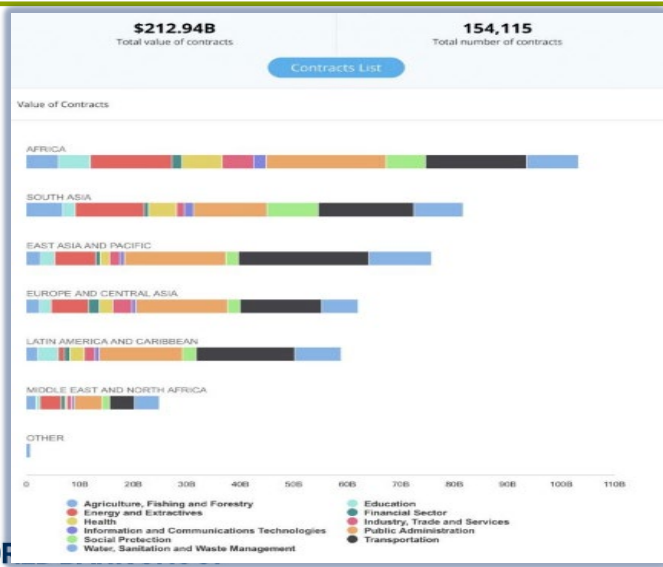 $212.94B 154,115
Total value of contracts Total number of contracts
Contracts List
Value of Contracts
AFRICA
SOUTH ASIA
EAST ASIA AND PACIFIC
EUROPE AND CENTRAL ASIA
LATIN AMERICA AND CARIBBEAN
MIDDLE EAST AND NORTH AFRICA
OTHER
0 10B 20B 30B 40B 50B 60B 70B 80B 90B 100B 110B
Agriculture, Fishing and Forestry Education
Energy and Extractives Financial Sector
Health Industry, Trade and Services
Information and Communications Technologies Public Administration
Social Protection Transportation
Water, Sanitation and Waste Management